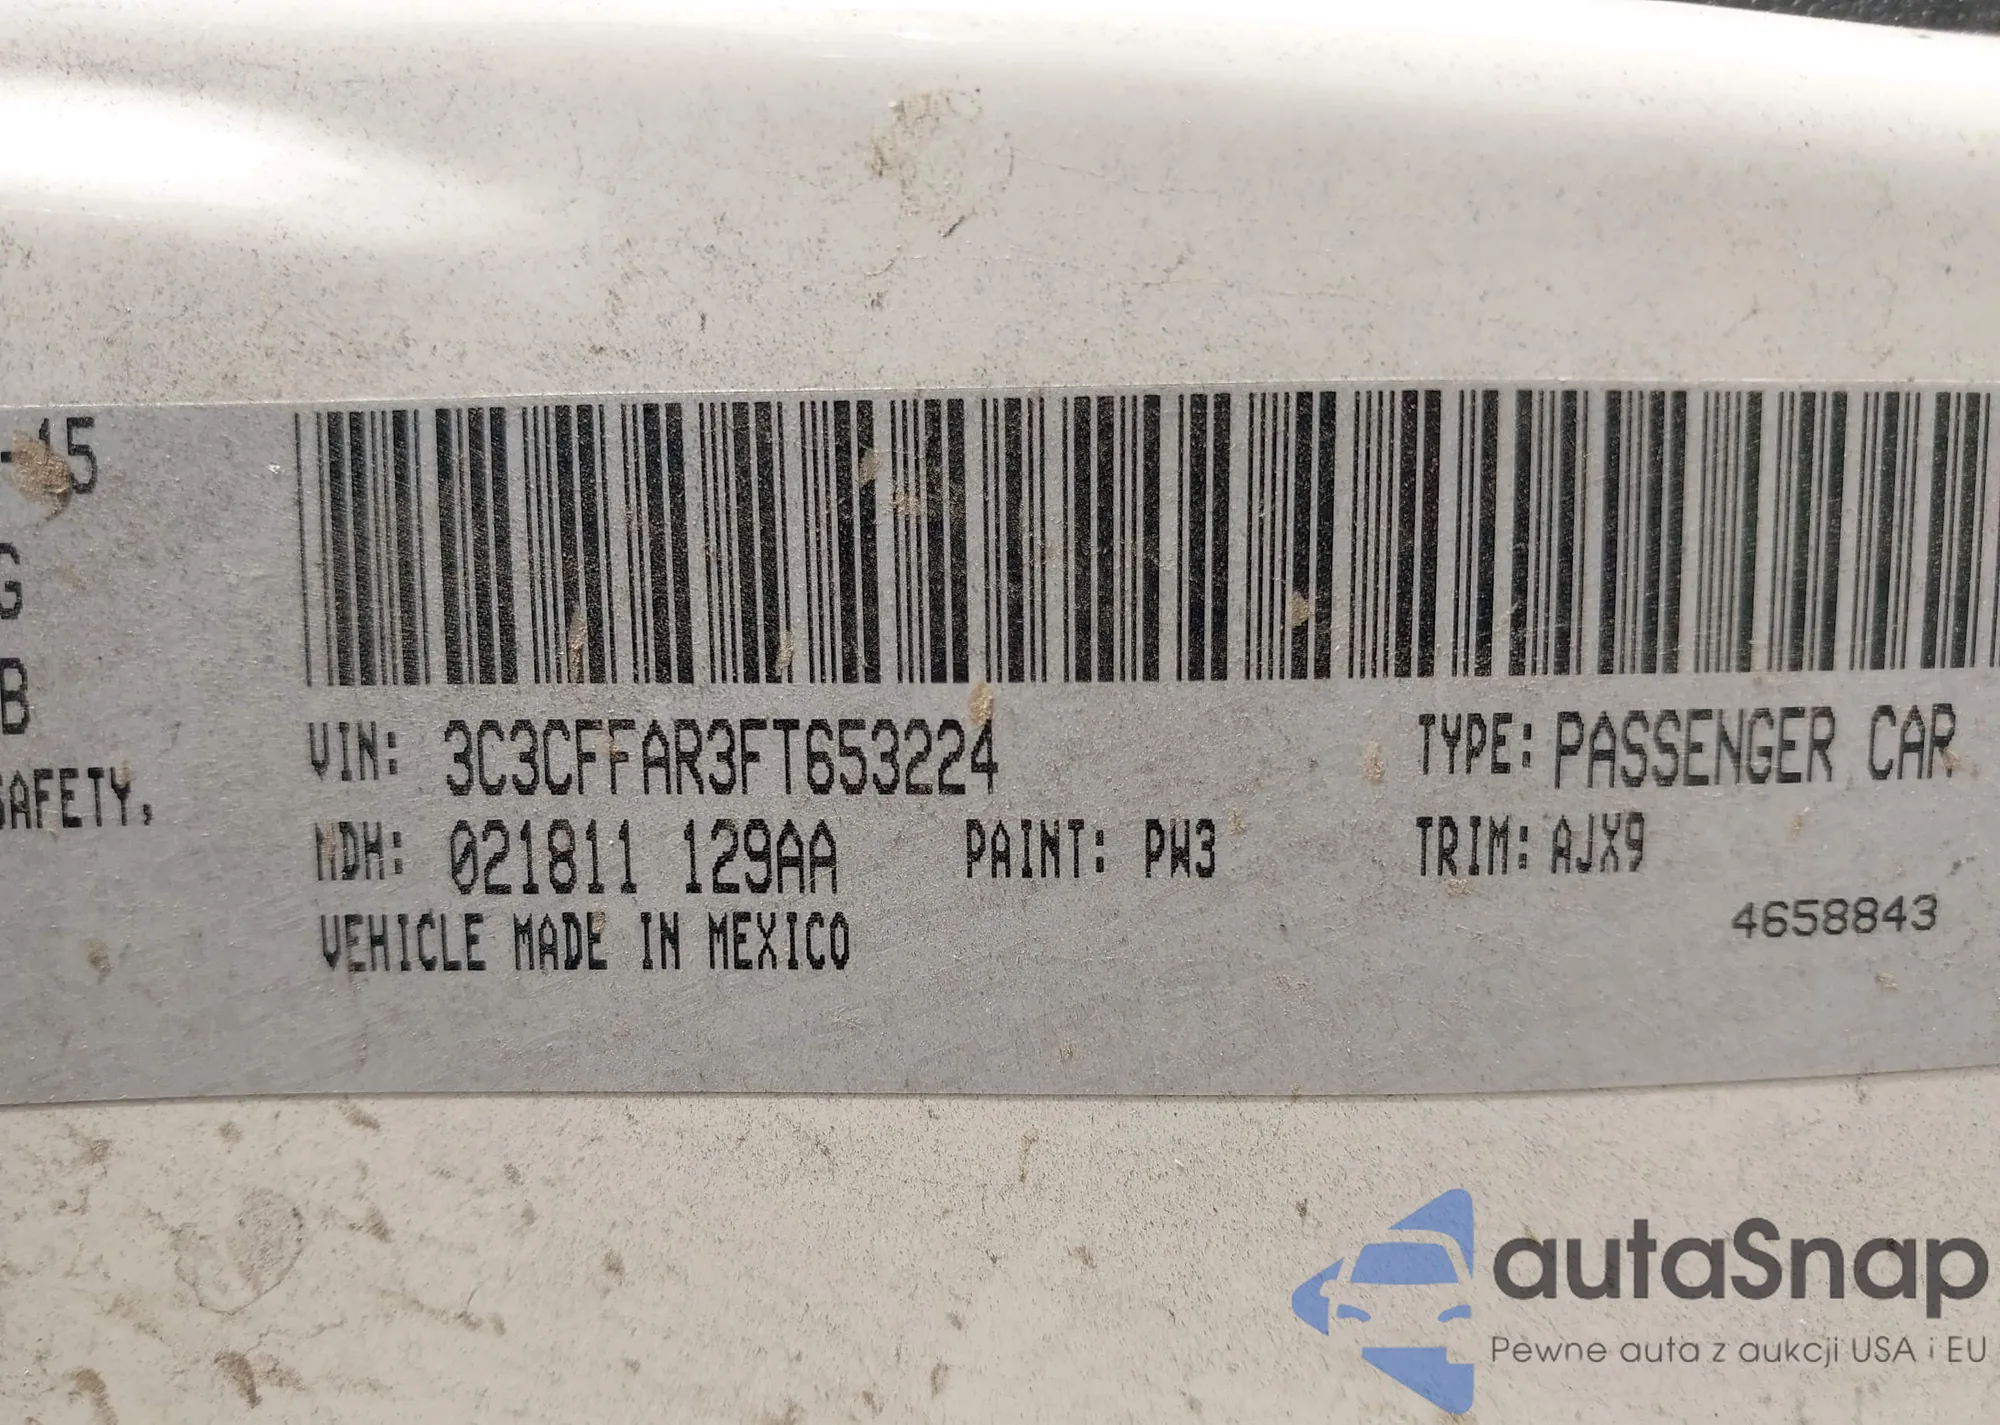 -15
G
B
SAFETY,
VIN: 3C3CFFAR3FT653224
TYPE: PASSENGER CAR
MDH: 021811 129AA
PAINT: PW3
TRIM: AJX9
VEHICLE MADE IN MEXICO
4658843
autaSnap
Pewne auta z aukcji USA i EU